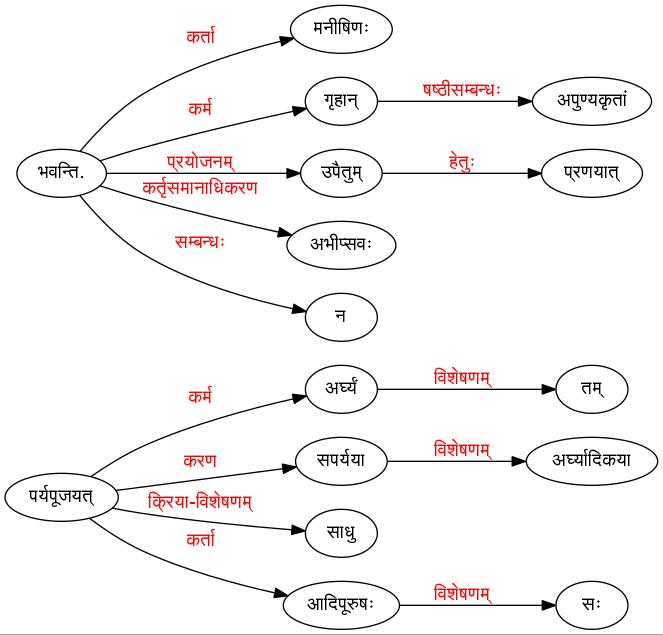 मनीषिणः
कर्ता
गृहान्
षष्ठीसम्बन्धः
अपुण्यकृतां
कर्म
भवन्ति.
प्रयोजनम्
उपैतुम्
हेतुः
प्रणयात्
कर्तृसमानाधिकरण
अभीप्सवः
सम्बन्धः
न
कर्म
अर्घ्यं
विशेषणम्
तम्
करण
सपर्यया
विशेषणम्
अर्घ्यादिकया
पर्यपूजयत्
क्रिया-विशेषणम्
साधु
कर्ता
आदिपूरुषः
विशेषणम्
सः